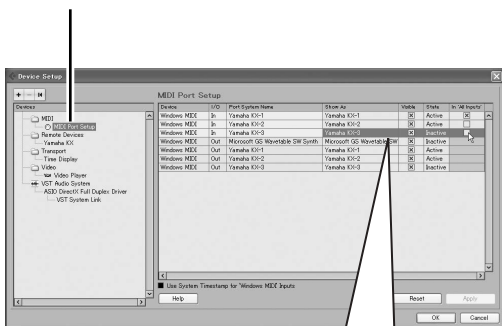 Device Setup
Devices
MIDI
MIDI Port Setup
Remote Devices
Yamaha KX
Transport
Time Display
Video
Video Player
VST Audio System
ASIO DirectX Full Duplex Driver
VST System Link
MIDI Port Setup
Device I/O Port System Name Show As Visible State In 'All Inputs'
Windows MIDI In Yamaha KX-1 Yamaha KX-1 Active
Windows MIDI In Yamaha KX-2 Yamaha KX-2 Active
Windows MIDI In Yamaha KX-3 Yamaha KX-3 Inactive
Windows MIDI Out Microsoft GS Wavetable SW Synth Microsoft GS Wavetable SW Inactive
Windows MIDI Out Yamaha KX-1 Yamaha KX-1 Active
Windows MIDI Out Yamaha KX-2 Yamaha KX-2 Active
Windows MIDI Out Yamaha KX-3 Yamaha KX-3 Inactive
Use System Timestamp for 'Windows MIDI' Inputs
Help Reset Apply
OK Cancel